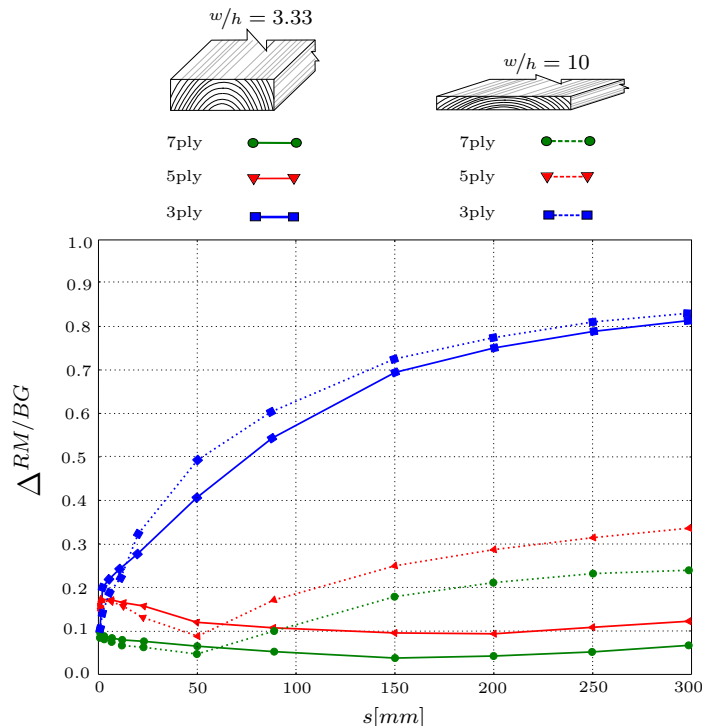 w/h = 3.33
w/h = 10
7ply
7ply
5ply
5ply
3ply
3ply
1.0
0.9
0.8
0.7
0.6
0.5
0.4
0.3
0.2
0.1
0.0
Δ^{RM/BG}
0 50 100 150 200 250 300
s[mm]